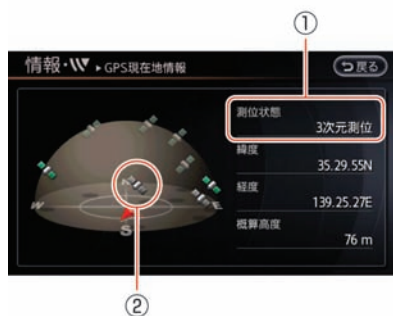 ①
情報・ ▸ GPS現在地情報
戻る
測位状態
3次元測位
緯度
35.29.55N
経度
139.25.27E
概算高度
76 m
W
S
E
②